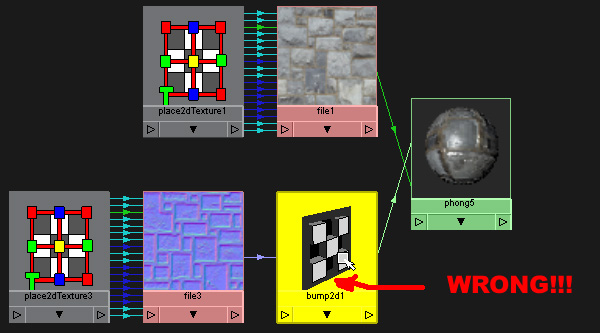 place2dTexture1
file1
phong5
place2dTexture3
file3
bump2d1
WRONG!!!